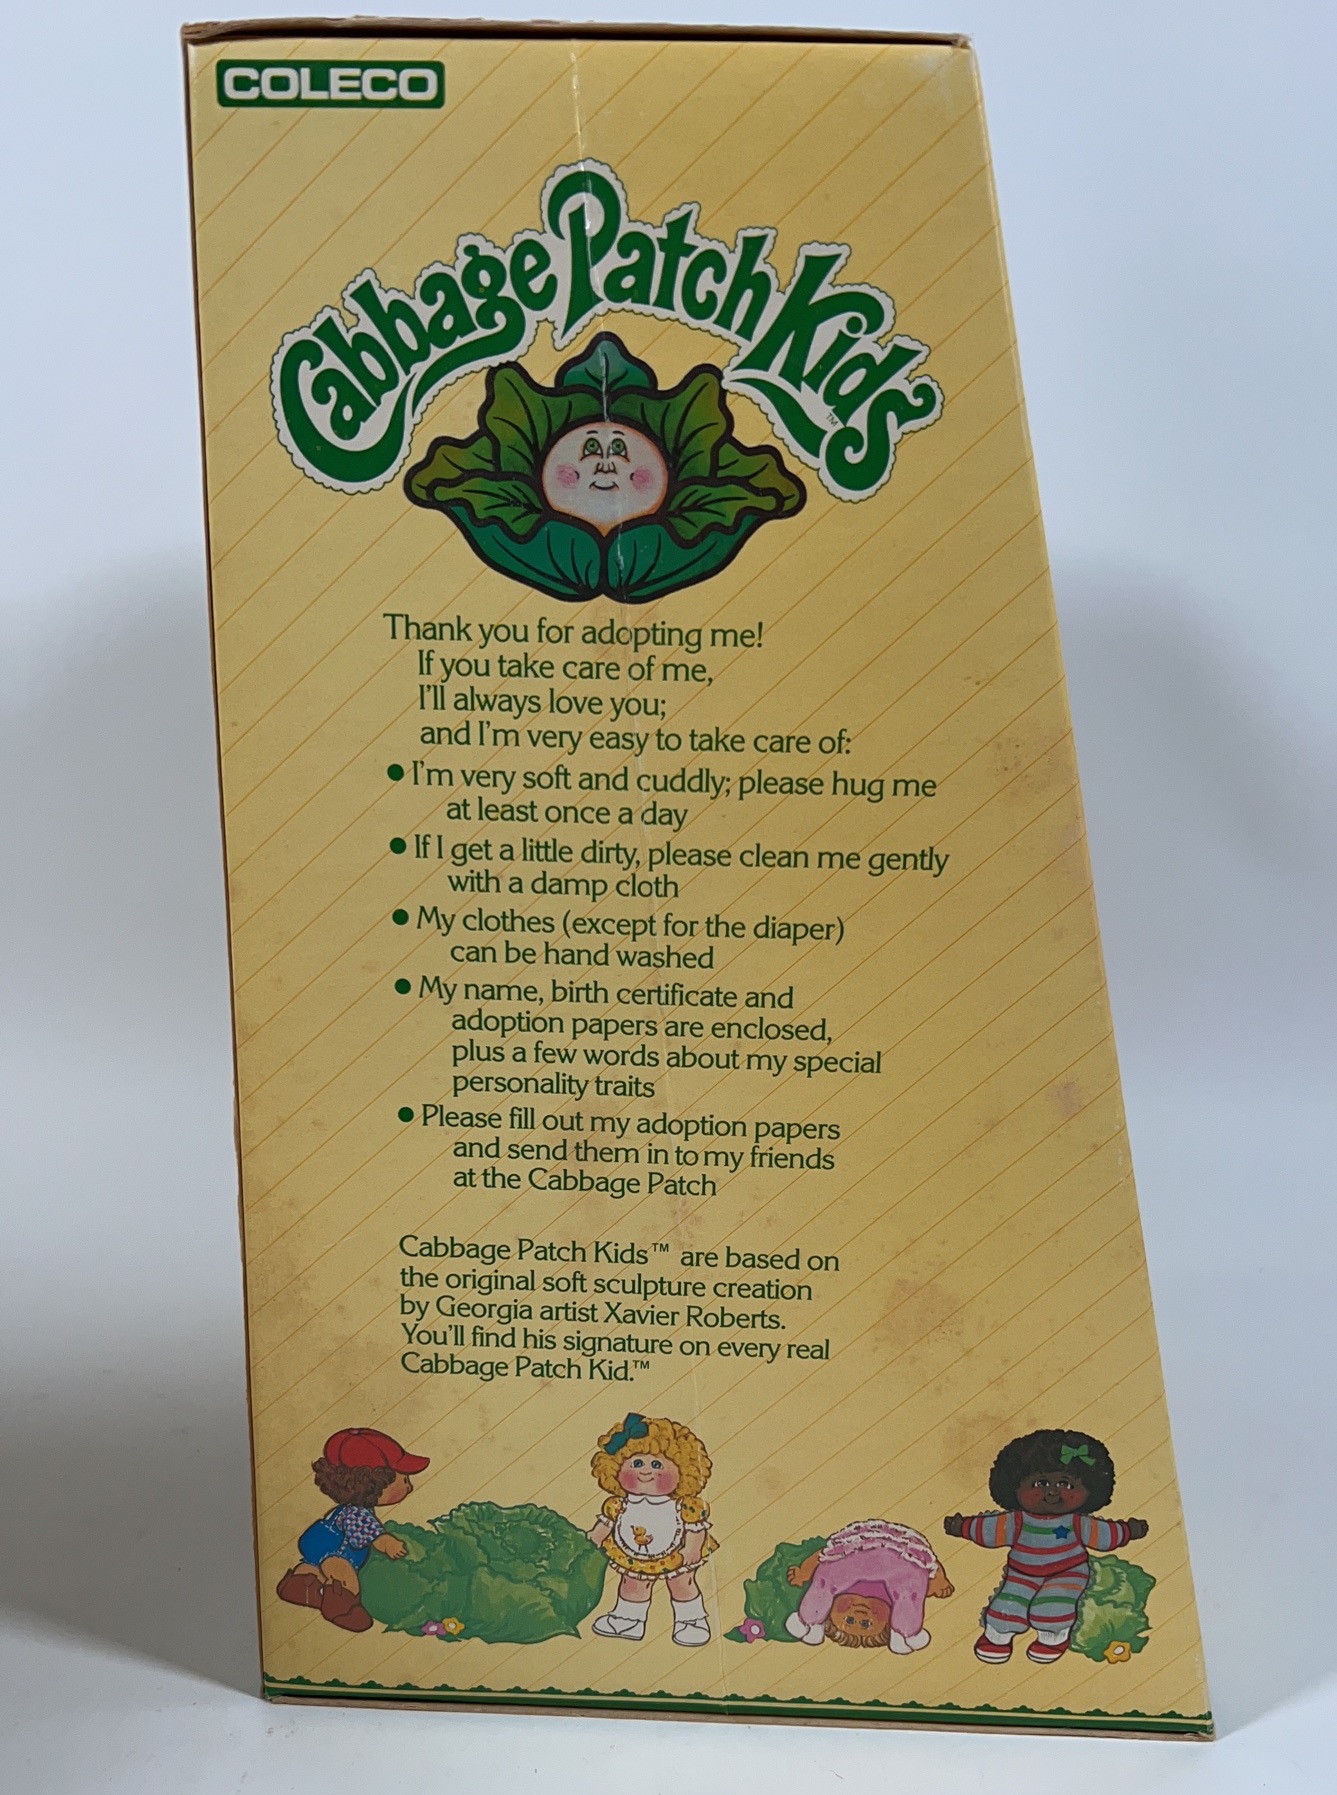 COLECO
Cabbage Patch Kids™
Thank you for adopting me!
If you take care of me,
I'll always love you;
and I'm very easy to take care of:
● I'm very soft and cuddly; please hug me
at least once a day
● If I get a little dirty, please clean me gently
with a damp cloth
● My clothes (except for the diaper)
can be hand washed
● My name, birth certificate and
adoption papers are enclosed,
plus a few words about my special
personality traits
● Please fill out my adoption papers
and send them in to my friends
at the Cabbage Patch
Cabbage Patch Kids™ are based on
the original soft sculpture creation
by Georgia artist Xavier Roberts.
You'll find his signature on every real
Cabbage Patch Kid.™